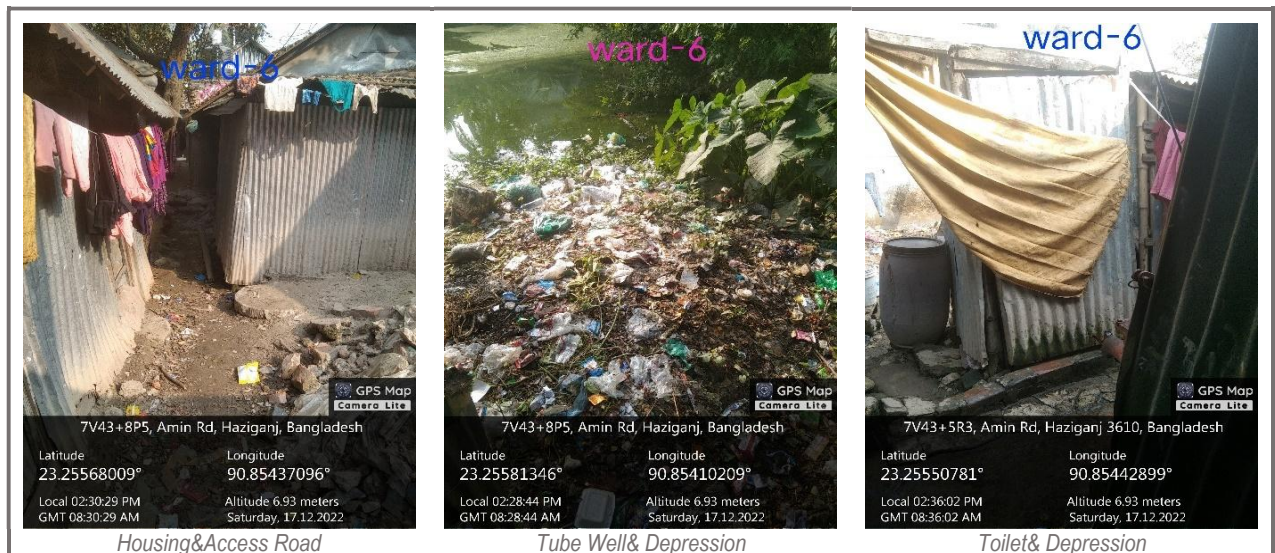 ward-6
GPS Map
Camera Lite
7V43+8P5, Amin Rd, Haziganj, Bangladesh
Latitude
23.25568009°
Longitude
90.85437096°
Local 02:30:29 PM
GMT 08:30:29 AM
Altitude 6.93 meters
Saturday, 17.12.2022
Housing&Access Road
ward-6
GPS Map
Camera Lite
7V43+8P5, Amin Rd, Haziganj, Bangladesh
Latitude
23.25581346°
Longitude
90.85410209°
Local 02:28:44 PM
GMT 08:28:44 AM
Altitude 6.93 meters
Saturday, 17.12.2022
Tube Well& Depression
ward-6
GPS Map
Camera Lite
7V43+5R3, Amin Rd, Haziganj 3610, Bangladesh
Latitude
23.25550781°
Longitude
90.85442899°
Local 02:36:02 PM
GMT 08:36:02 AM
Altitude 6.93 meters
Saturday, 17.12.2022
Toilet& Depression